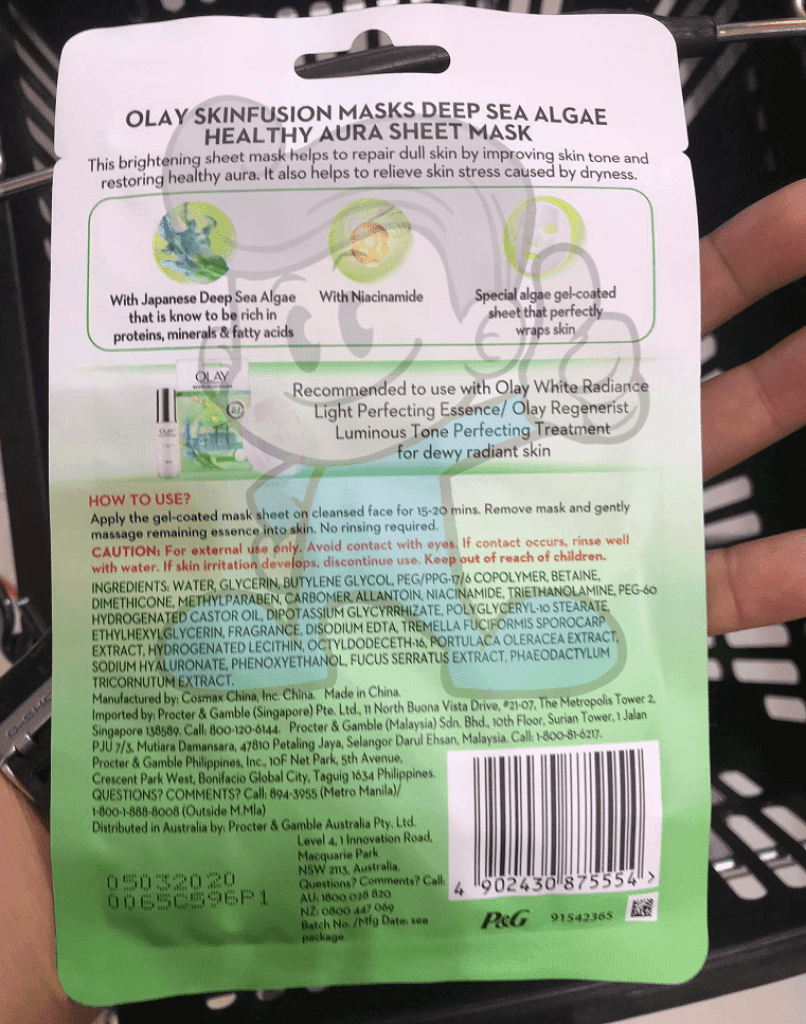 OLAY SKINFUSION MASKS DEEP SEA ALGAE
HEALTHY AURA SHEET MASK
This brightening sheet mask helps to repair dull skin by improving skin tone and
restoring healthy aura. It also helps to relieve skin stress caused by dryness.
With Japanese Deep Sea Algae
that is know to be rich in
proteins, minerals & fatty acids
With Niacinamide
Special algae gel-coated
sheet that perfectly
wraps skin
OLAY
Recommended to use with Olay White Radiance
Light Perfecting Essence/ Olay Regenerist
Luminous Tone Perfecting Treatment
for dewy radiant skin
HOW TO USE?
Apply the gel-coated mask sheet on cleansed face for 15-20 mins. Remove mask and gently
massage remaining essence into skin. No rinsing required.
CAUTION: For external use only. Avoid contact with eyes. If contact occurs, rinse well
with water. If skin irritation develops, discontinue use. Keep out of reach of children.
INGREDIENTS: WATER, GLYCERIN, BUTYLENE GLYCOL, PEG/PPG-17/6 COPOLYMER, BETAINE,
DIMETHICONE, METHYLPARABEN, CARBOMER, ALLANTOIN, NIACINAMIDE, TRIETHANOLAMINE, PEG-60
HYDROGENATED CASTOR OIL, DIPOTASSIUM GLYCYRRHIZATE, POLYGLYCERYL-10 STEARATE,
ETHYLHEXYLGLYCERIN, FRAGRANCE, DISODIUM EDTA, TREMELLA FUCIFORMIS SPOROCARP
EXTRACT, HYDROGENATED LECITHIN, OCTYLDODECETH-16, PORTULACA OLERACEA EXTRACT,
SODIUM HYALURONATE, PHENOXYETHANOL, FUCUS SERRATUS EXTRACT, PHAEODACTYLUM
TRICORNUTUM EXTRACT.
Manufactured by: Cosmax China, Inc. China. Made in China.
Imported by: Procter & Gamble (Singapore) Pte. Ltd., 11 North Buona Vista Drive, #21-07, The Metropolis Tower 2,
Singapore 138589. Call: 800-120-6144. Procter & Gamble (Malaysia) Sdn. Bhd., 10th Floor, Surian Tower, 1 Jalan
PJU 7/3, Mutiara Damansara, 47810 Petaling Jaya, Selangor Darul Ehsan, Malaysia. Call: 1-800-81-6217.
Procter & Gamble Philippines, Inc., 10F Net Park, 5th Avenue,
Crescent Park West, Bonifacio Global City, Taguig 1634 Philippines.
QUESTIONS? COMMENTS? Call: 894-3955 (Metro Manila)/
1-800-1-888-8008 (Outside M.Mla)
Distributed in Australia by: Procter & Gamble Australia Pty. Ltd.
Level 4, 1 Innovation Road,
Macquarie Park
NSW 2113, Australia.
Questions? Comments? Call:
AU: 1800 028 820
NZ: 0800 447 069
Batch No. /Mfg Date: see
package.
05032020
0065C596P1
4 902430 875554 >
P&G 91542365